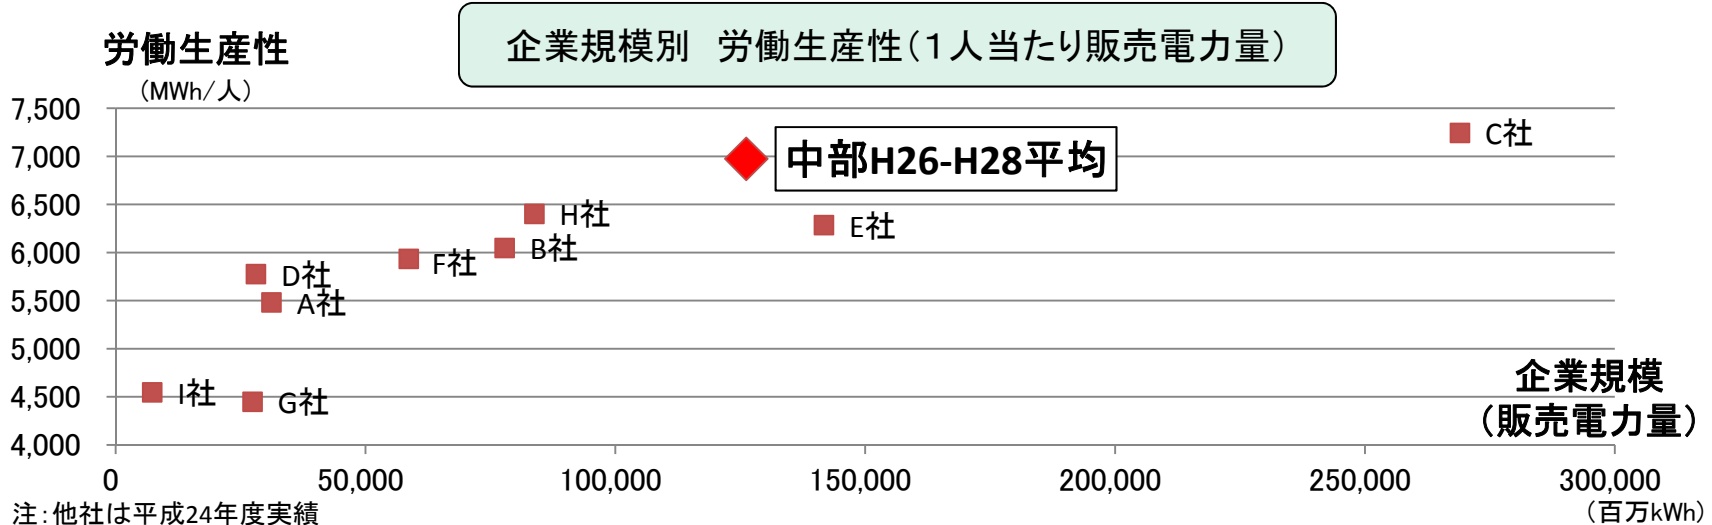 企業規模別　労働生産性（１人当たり販売電力量）
労働生産性
（MWh/人）
7,500
7,000
6,500
6,000
5,500
5,000
4,500
4,000
C社
中部H26-H28平均
H社
E社
B社
F社
D社
A社
I社
G社
企業規模
（販売電力量）
0
50,000
100,000
150,000
200,000
250,000
300,000
（百万kWh）
注：他社は平成24年度実績